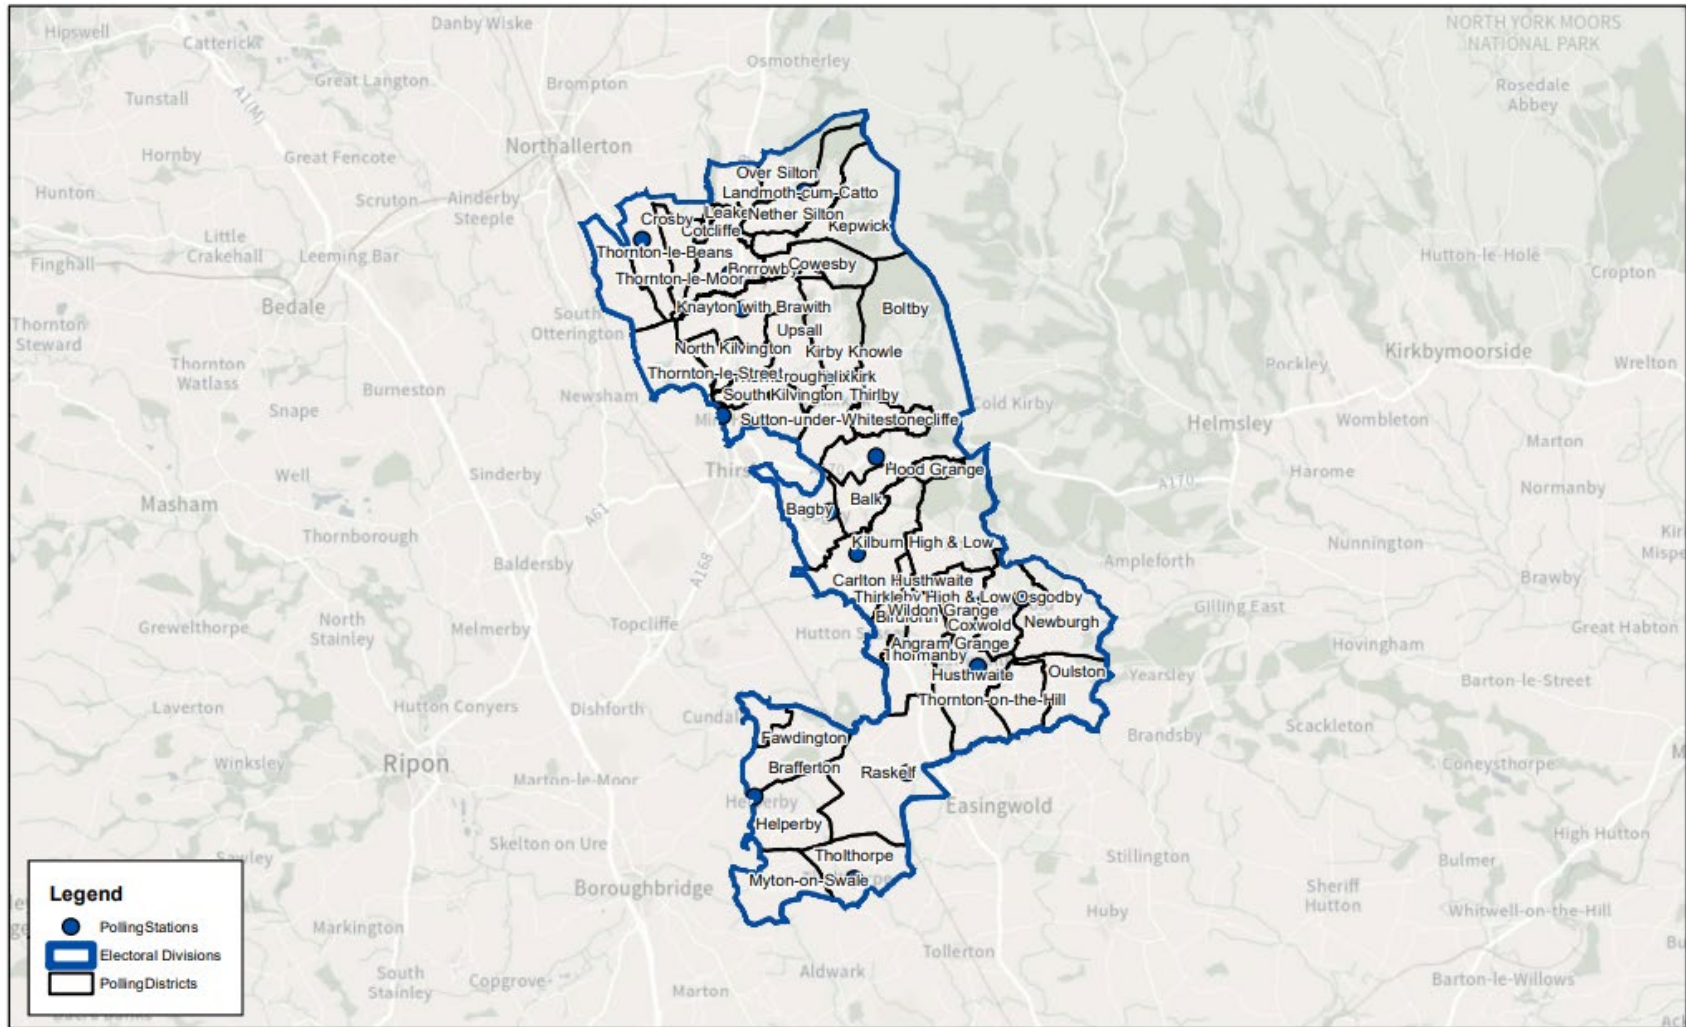 Hipswell
Catterick
Danby Wiske
NORTH YORK MOORS
NATIONAL PARK
Osmotherley
Great Langton
Brompton
Tunstall
A1(M)
Rosedale
Abbey
Northallerton
Hornby
Great Fencote
Hunton
Scruton
Ainderby
Steeple
Over Silton
Landmoth-cum-Catto
Leake
Nether Silton
Crosby
Cotcliffe
Kepwick
Little
Crakehall
Leeming Bar
Finghall
Thornton-le-Beans
Hutton-le-Hole
Cropton
Thornton-le-Moor
Borrowby
Cowesby
Bedale
Knayton with Brawith
Boltby
South
Otterington
Thornton
Steward
Upsall
North Kilvington
Kirby Knowle
Kirkbymoorside
Pockley
Wrelton
Thornton
Watlass
Thornton-le-Street
Burneston
Newsham
South Kilvington
Thirlby
Snape
Cold Kirby
Sutton-under-Whitestonecliffe
Helmsley
Wombleton
Marton
Well
Sinderby
Hood Grange
Harome
A170
Normanby
Masham
Balk
Bagby
A61
Thornborough
Kilburn High & Low
Nunnington
Baldersby
A168
Ampleforth
Carlton Husthwaite
Brawby
Thirkleby High & Low
Osgodby
Wildon Grange
Gilling East
Birdforth
Coxwold
Newburgh
Grewelthorpe
North
Stainley
Melmerby
Topcliffe
Great Habton
Angram Grange
Thormanby
Hovingham
Husthwaite
Oulston
Yearsley
Barton-le-Street
Thornton-on-the-Hill
Laverton
Hutton Conyers
Dishforth
Scackleton
Fawdington
Brandsby
Winksley
Ripon
Brafferton
Raskelf
Coneysthorpe
Marton-le-Moor
Helperby
Easingwold
Helperby
High Hutton
Skelton on Ure
Sawley
Tholthorpe
Stillington
Bulmer
Myton-on-Swale
Boroughbridge
Sheriff
Hutton
Huby
Whitwell-on-the-Hill
Markington
Tollerton
Aldwark
South
Stainley
Copgrove
Marton
Barton-le-Willows
Legend
PollingStations
Electoral Divisions
PollingDistricts